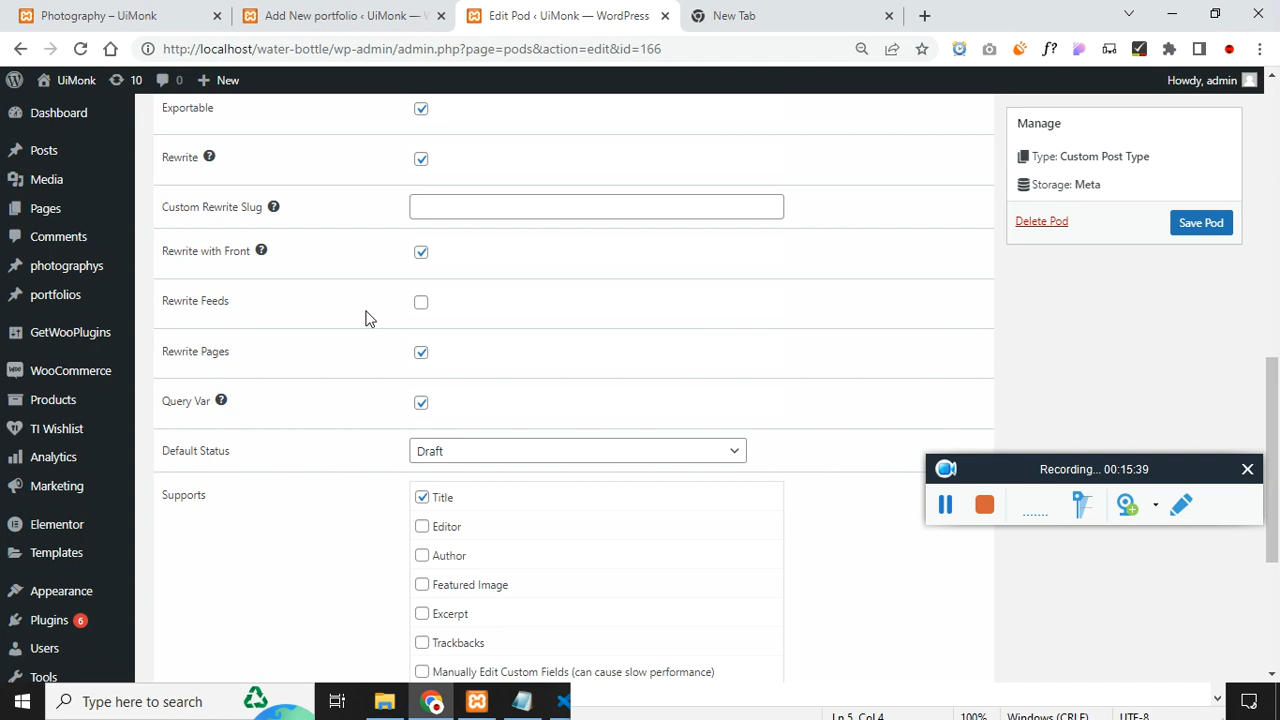 Photography – UiMonk
Add New portfolio ‹ UiMonk — W
Edit Pod ‹ UiMonk — WordPress
New Tab
http://localhost/water-bottle/wp-admin/admin.php?page=pods&action=edit&id=166
UiMonk
10
0
New
Howdy, admin
Dashboard
Posts
Media
Pages
Comments
photographys
portfolios
GetWooPlugins
WooCommerce
Products
TI Wishlist
Analytics
Marketing
Elementor
Templates
Appearance
Plugins 6
Users
Tools
Exportable
Rewrite
Custom Rewrite Slug
Rewrite with Front
Rewrite Feeds
Rewrite Pages
Query Var
Default Status
Draft
Supports
Title
Editor
Author
Featured Image
Excerpt
Trackbacks
Manually Edit Custom Fields (can cause slow performance)
Manage
Type: Custom Post Type
Storage: Meta
Delete Pod
Save Pod
Recording... 00:15:39
Type here to search
Ln 5, Col 4
100%
Windows (CRLF)
UTF-8